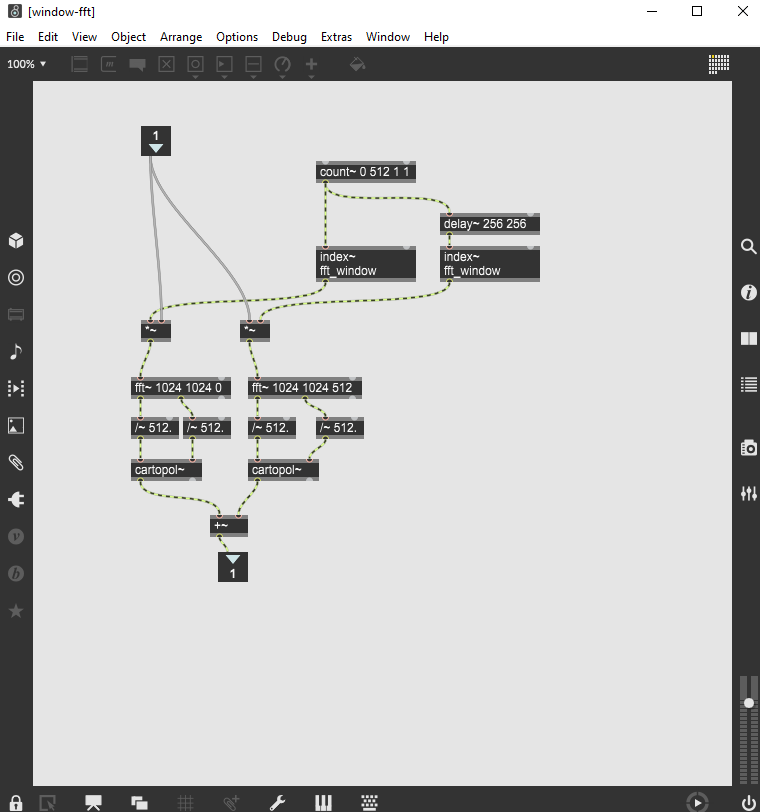 [window-fft]
File Edit View Object Arrange Options Debug Extras Window Help
100%
1
count~ 0 512 1 1
delay~ 256 256
index~
fft_window
index~
fft_window
*~
*~
fft~ 1024 1024 0
fft~ 1024 1024 512
/~ 512.
/~ 512.
/~ 512.
/~ 512.
cartopol~
cartopol~
+~
1